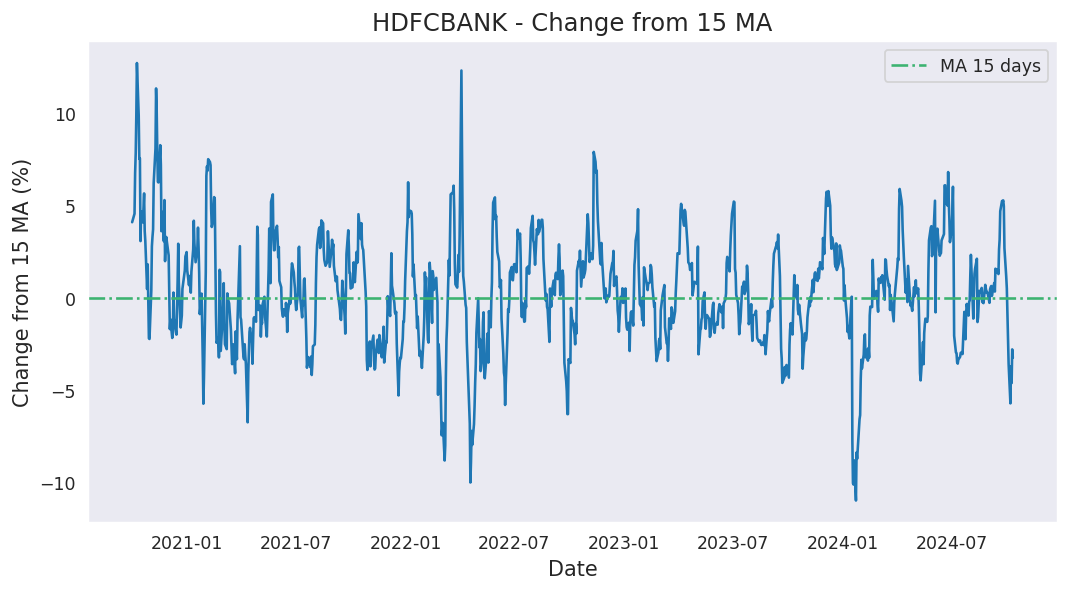 HDFCBANK - Change from 15 MA
MA 15 days
Change from 15 MA (%)
10
5
0
−5
−10
2021-01 2021-07 2022-01 2022-07 2023-01 2023-07 2024-01 2024-07
Date